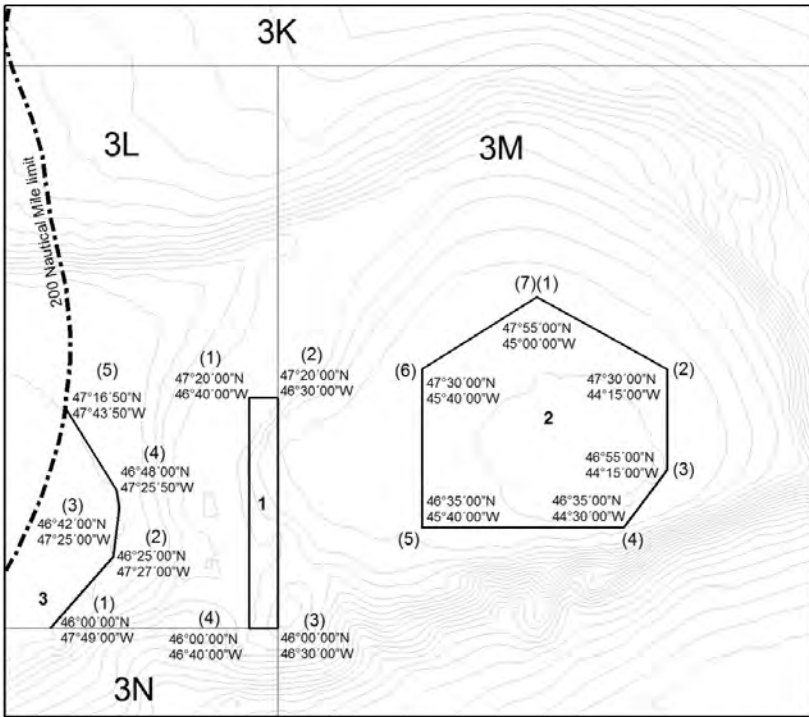 3K
3L
3M
200 Nautical Mile limit
(7)(1)
47°55´00"N
45°00´00"W
(5)
47°16´50"N
47°43´50"W
(1)
47°20´00"N
46°40´00"W
(2)
47°20´00"N
46°30´00"W
(6)
47°30´00"N
45°40´00"W
47°30´00"N
44°15´00"W
(2)
2
(4)
46°48´00"N
47°25´50"W
46°55´00"N
44°15´00"W
(3)
(3)
46°42´00"N
47°25´00"W
1
(2)
46°25´00"N
47°27´00"W
46°35´00"N
45°40´00"W
46°35´00"N
44°30´00"W
(5)
(4)
3
(1)
46°00´00"N
47°49´00"W
(4)
46°00´00"N
46°40´00"W
(3)
46°00´00"N
46°30´00"W
3N